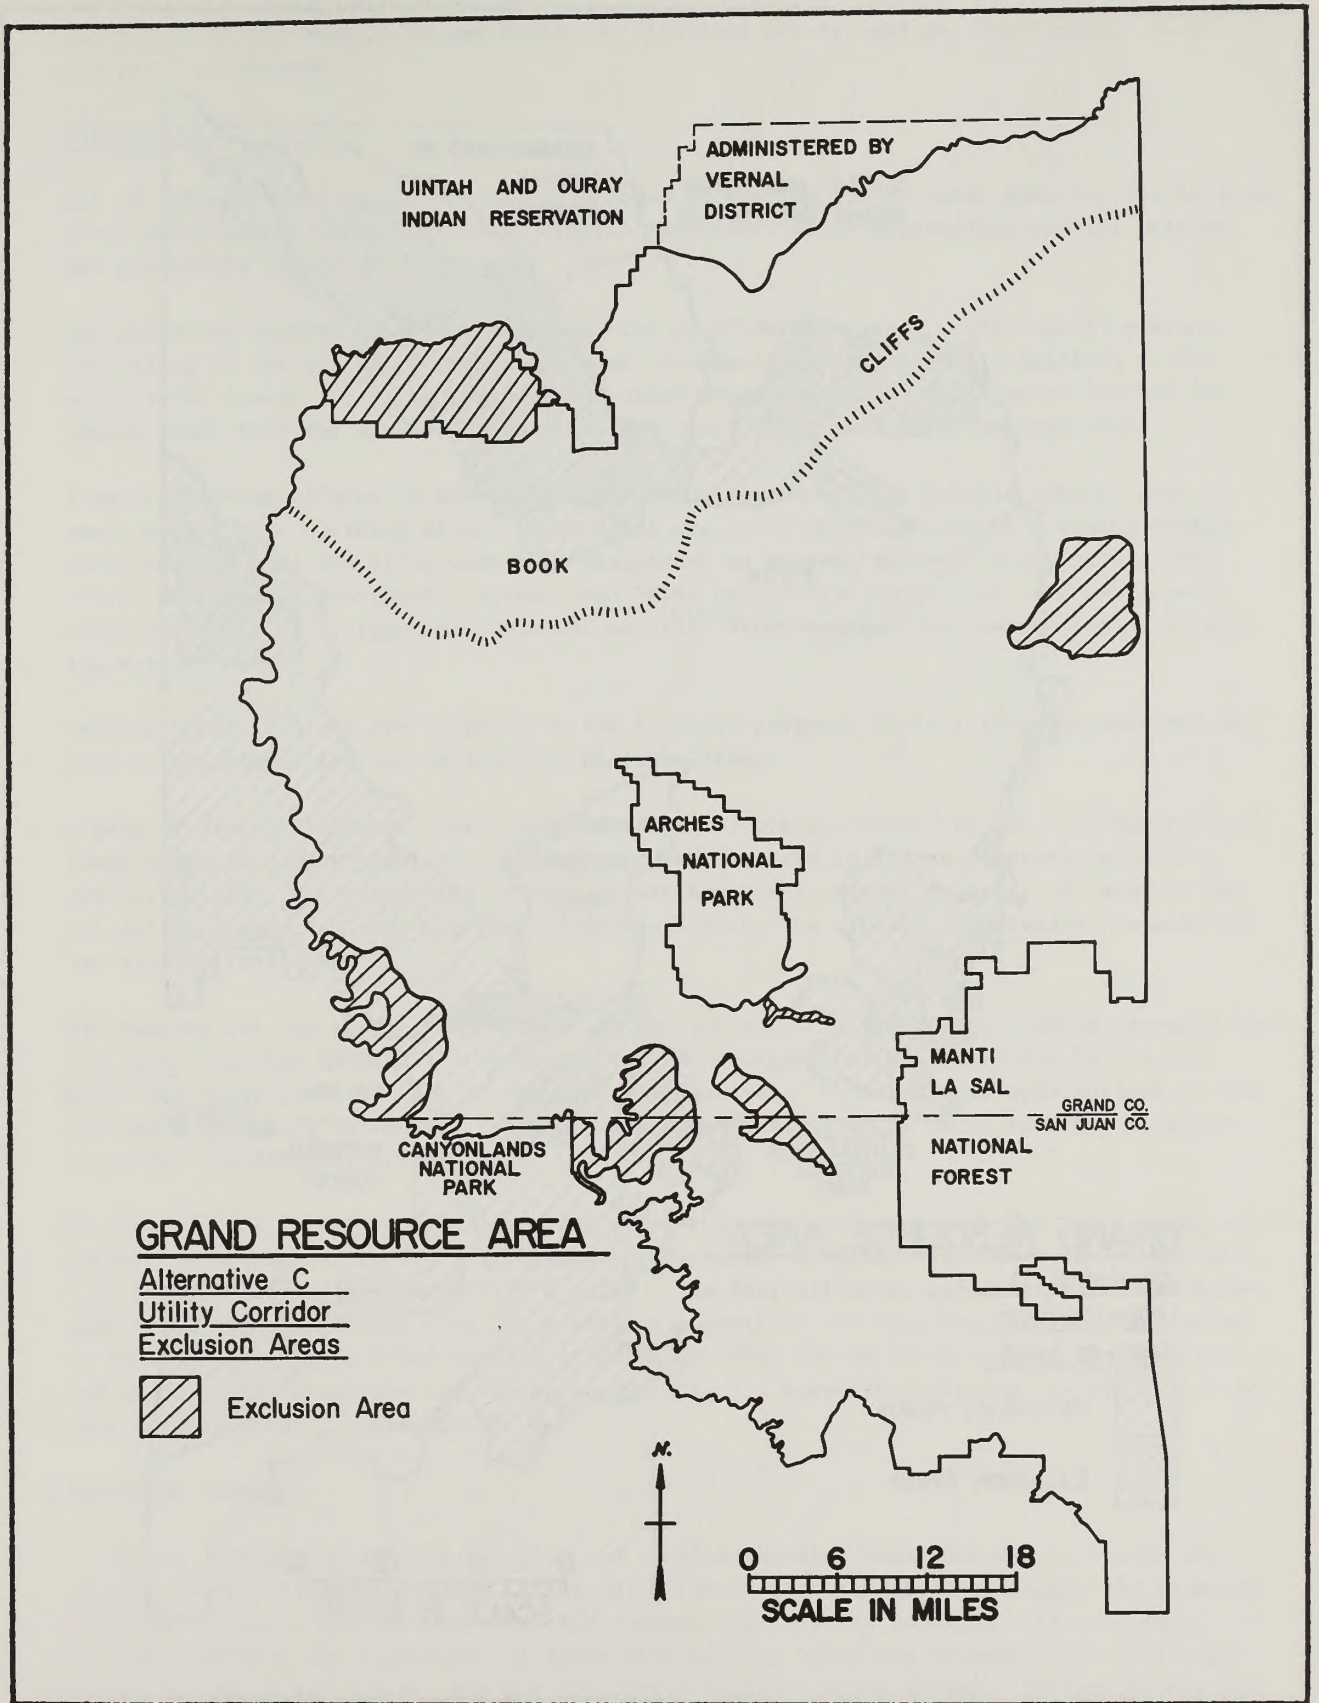 ADMINISTERED BY
VERNAL
DISTRICT
UINTAH AND OURAY
INDIAN RESERVATION
CLIFFS
BOOK
ARCHES
NATIONAL
PARK
MANTI
LA SAL
GRAND CO.
SAN JUAN CO.
NATIONAL
FOREST
CANYONLANDS
NATIONAL
PARK
GRAND RESOURCE AREA
Alternative C
Utility Corridor
Exclusion Areas
Exclusion Area
N.
0 6 12 18
SCALE IN MILES